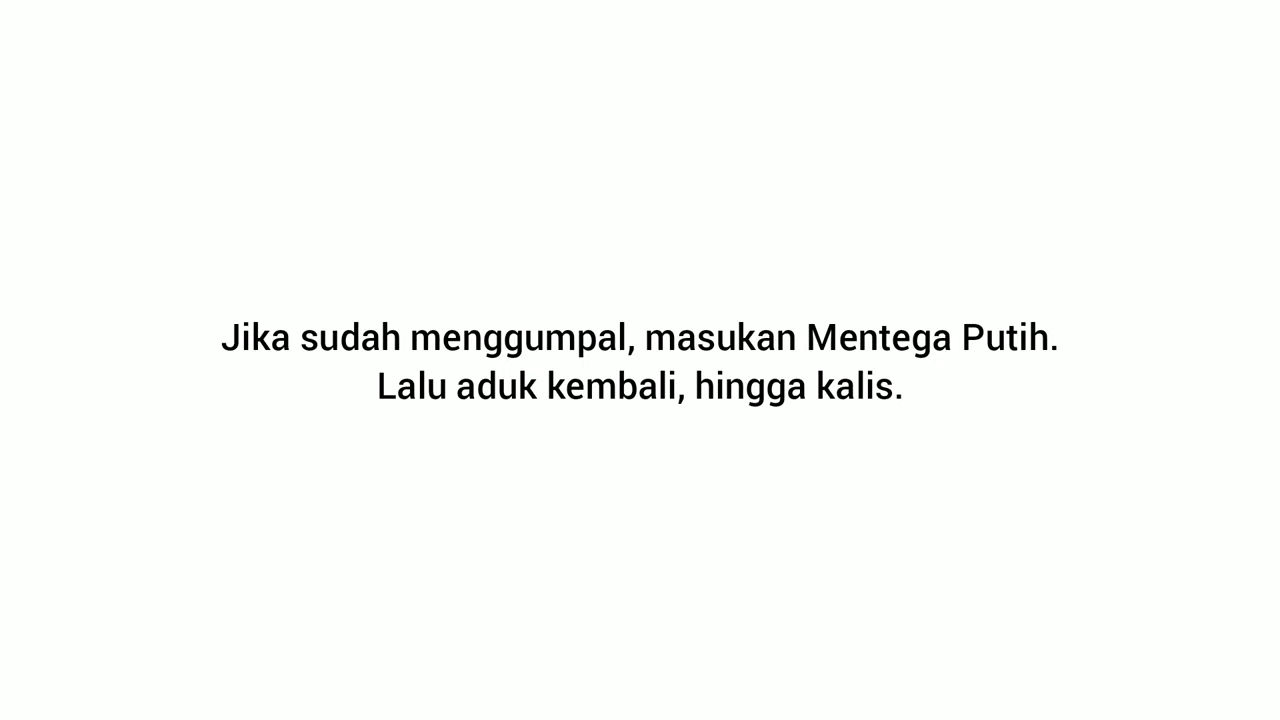 Jika sudah menggumpal, masukan Mentega Putih.
Lalu aduk kembali, hingga kalis.